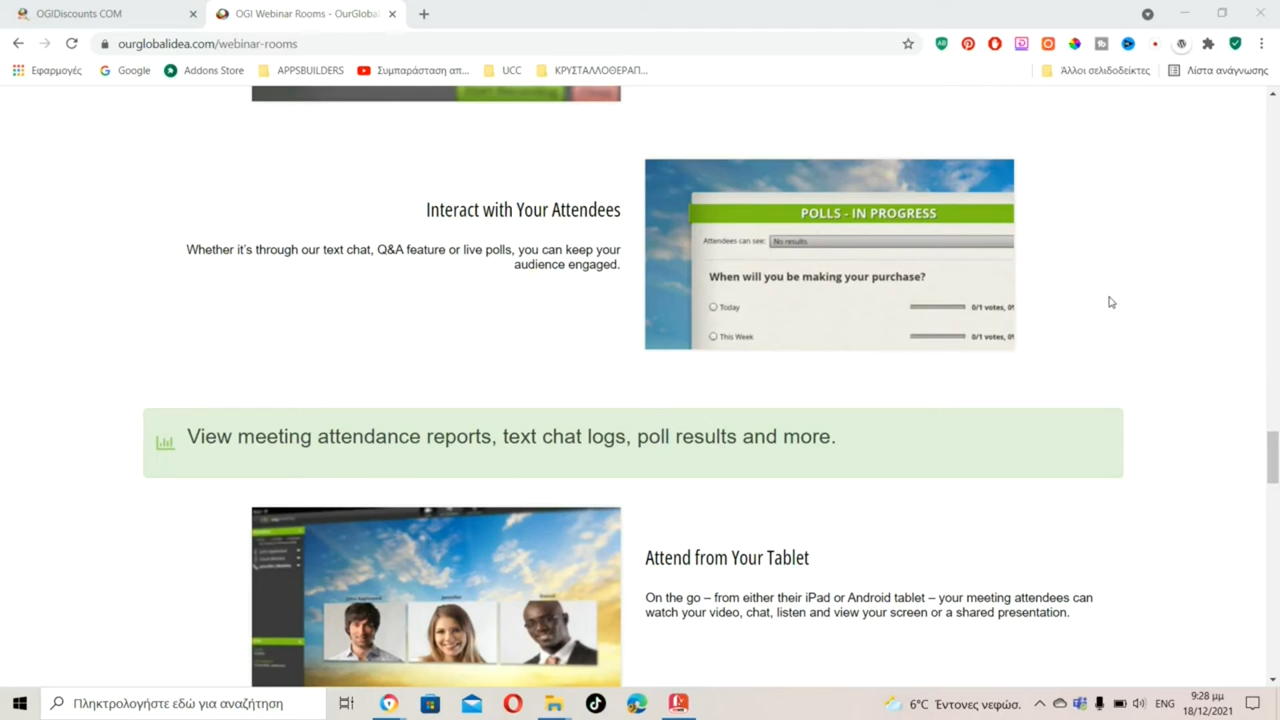 OGIDiscounts COM
OGI Webinar Rooms - OurGloba
ourglobalidea.com/webinar-rooms
Εφαρμογές
Google
Addons Store
APPSBUILDERS
Συμπαράσταση απ...
UCC
ΚΡΥΣΤΑΛΛΟΘΕΡΑΠ...
Άλλοι σελιδοδείκτες
Λίστα ανάγνωσης
Interact with Your Attendees
Whether it's through our text chat, Q&A feature or live polls, you can keep your
audience engaged.
POLLS - IN PROGRESS
Attendees can see: No results
When will you be making your purchase?
Today 0/1 votes, 0%
This Week 0/1 votes, 0%
View meeting attendance reports, text chat logs, poll results and more.
Attend from Your Tablet
On the go – from either their iPad or Android tablet – your meeting attendees can
watch your video, chat, listen and view your screen or a shared presentation.
Πληκτρολογήστε εδώ για αναζήτηση
6°C Έντονες νεφώσ.
ENG
9:28 μμ
18/12/2021